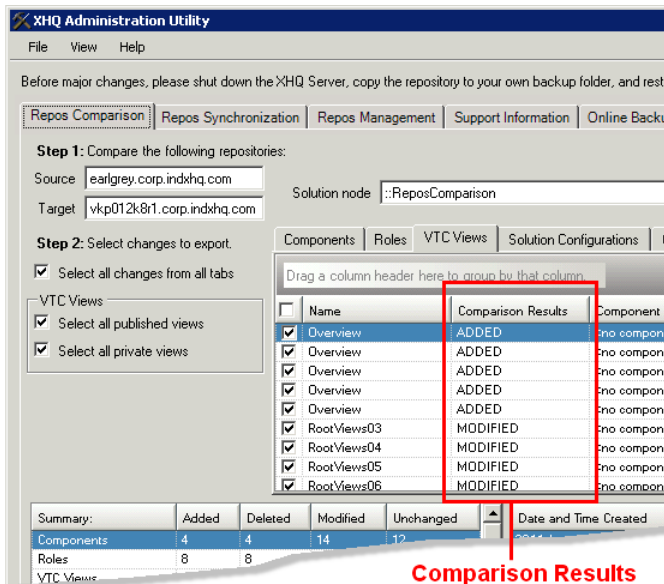 XHQ Administration Utility
File View Help
Before major changes, please shut down the XHQ Server, copy the repository to your own backup folder, and rest
Repos Comparison Repos Synchronization Repos Management Support Information Online Backu
Step 1: Compare the following repositories:
Source earlgrey.corp.indxhq.com
Solution node ::ReposComparison
Target vkp012k8r1.corp.indxhq.com
Step 2: Select changes to export.
Components Roles VTC Views Solution Configurations
Select all changes from all tabs
Drag a column header here to group by that column.
VTC Views
Select all published views
Select all private views
Name Comparison Results Component
Overview ADDED <no compon
Overview ADDED <no compon
Overview ADDED <no compon
Overview ADDED <no compon
Overview ADDED <no compon
RootViews03 MODIFIED <no compon
RootViews04 MODIFIED <no compon
RootViews05 MODIFIED <no compon
RootViews06 MODIFIED <no compon
Summary: Added Deleted Modified Unchanged Date and Time Created
Components 4 4 14 12
Roles 8 8
VTC Views
Comparison Results